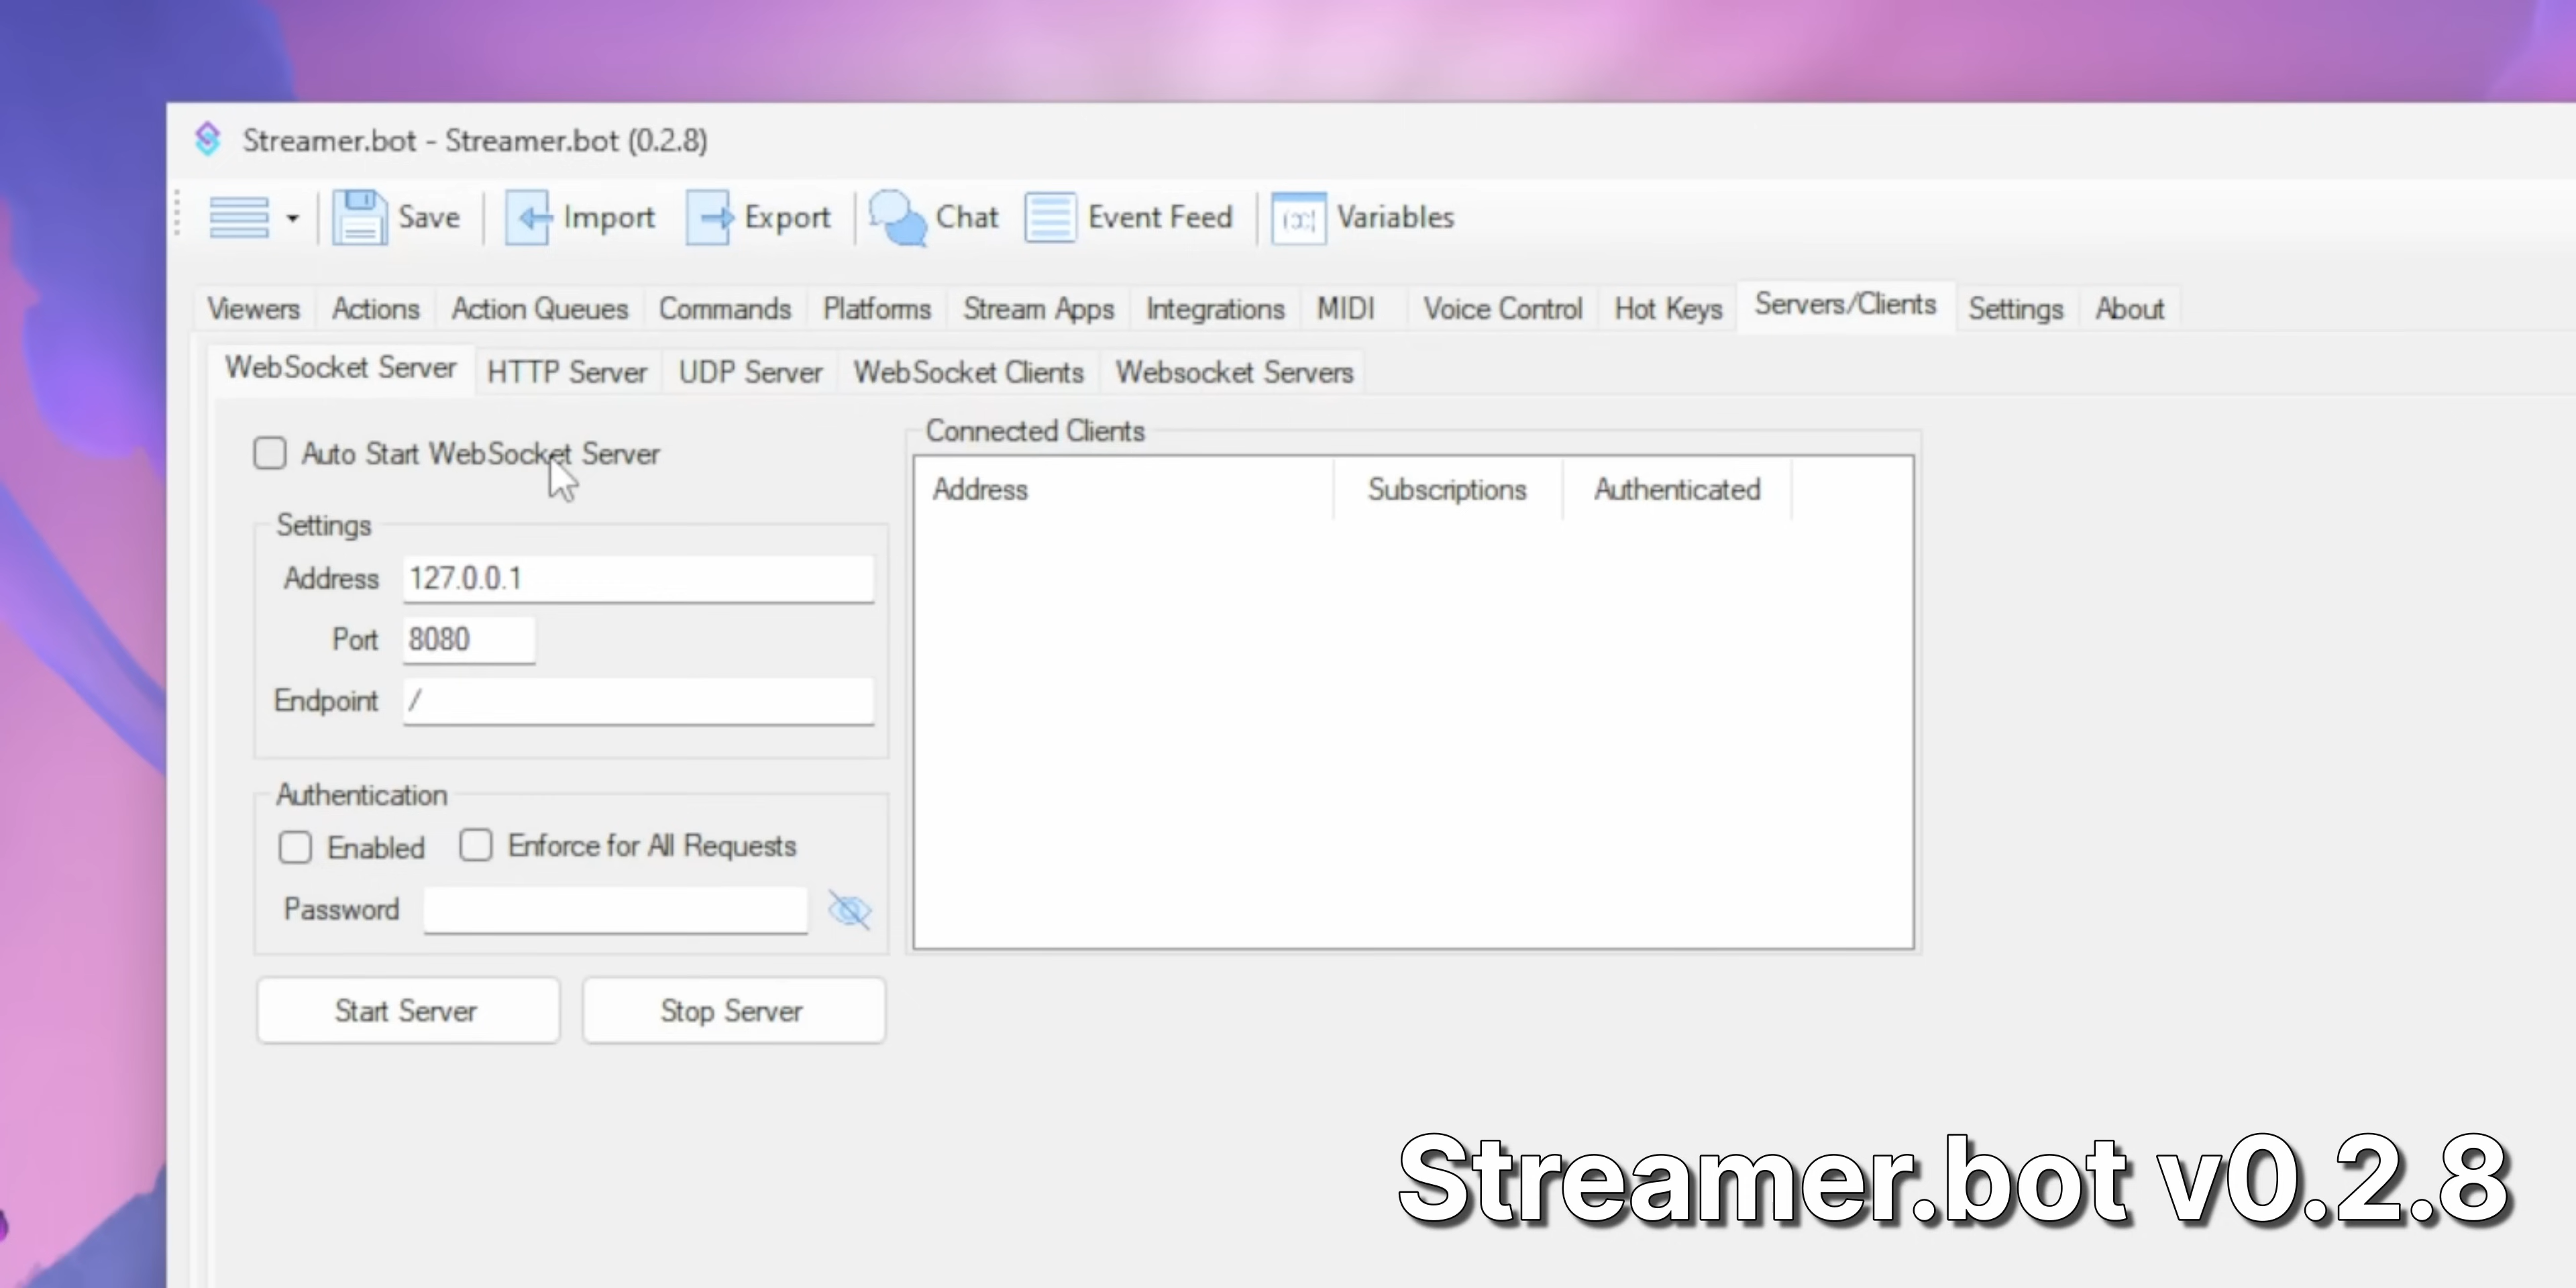 Streamer.bot - Streamer.bot (0.2.8)
Save Import Export Chat Event Feed (x) Variables
Viewers Actions Action Queues Commands Platforms Stream Apps Integrations MIDI Voice Control Hot Keys Servers/Clients Settings About
WebSocket Server HTTP Server UDP Server WebSocket Clients Websocket Servers
Auto Start WebSocket Server
Settings
Address 127.0.0.1
Port 8080
Endpoint /
Authentication
Enabled Enforce for All Requests
Password
Start Server Stop Server
Connected Clients
Address Subscriptions Authenticated
Streamer.bot v0.2.8